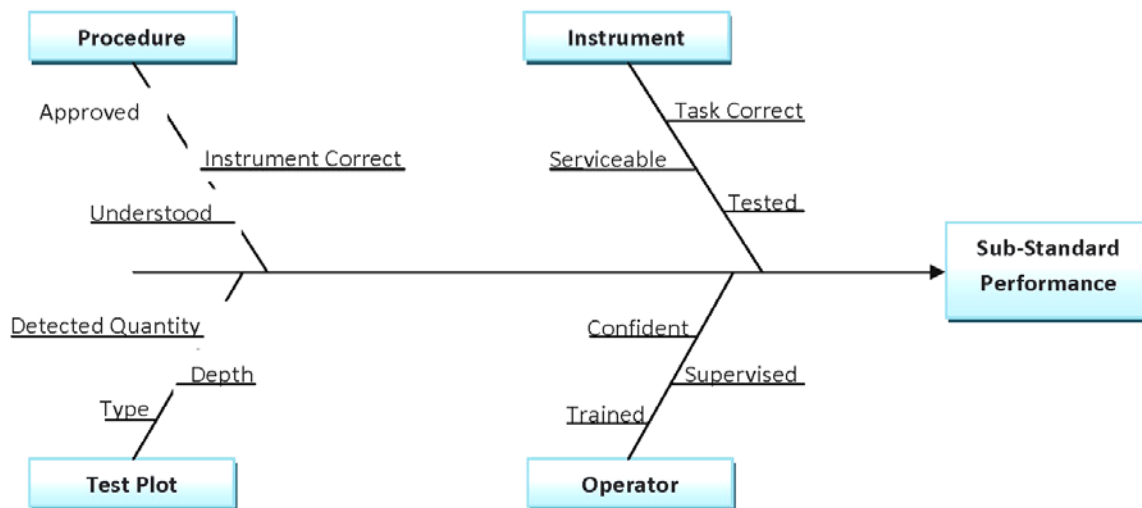 Procedure
Instrument
Approved
Task Correct
Instrument Correct
Serviceable
Understood
Tested
Sub-Standard
Performance
Detected Quantity
Confident
Depth
Supervised
Type
Trained
Test Plot
Operator